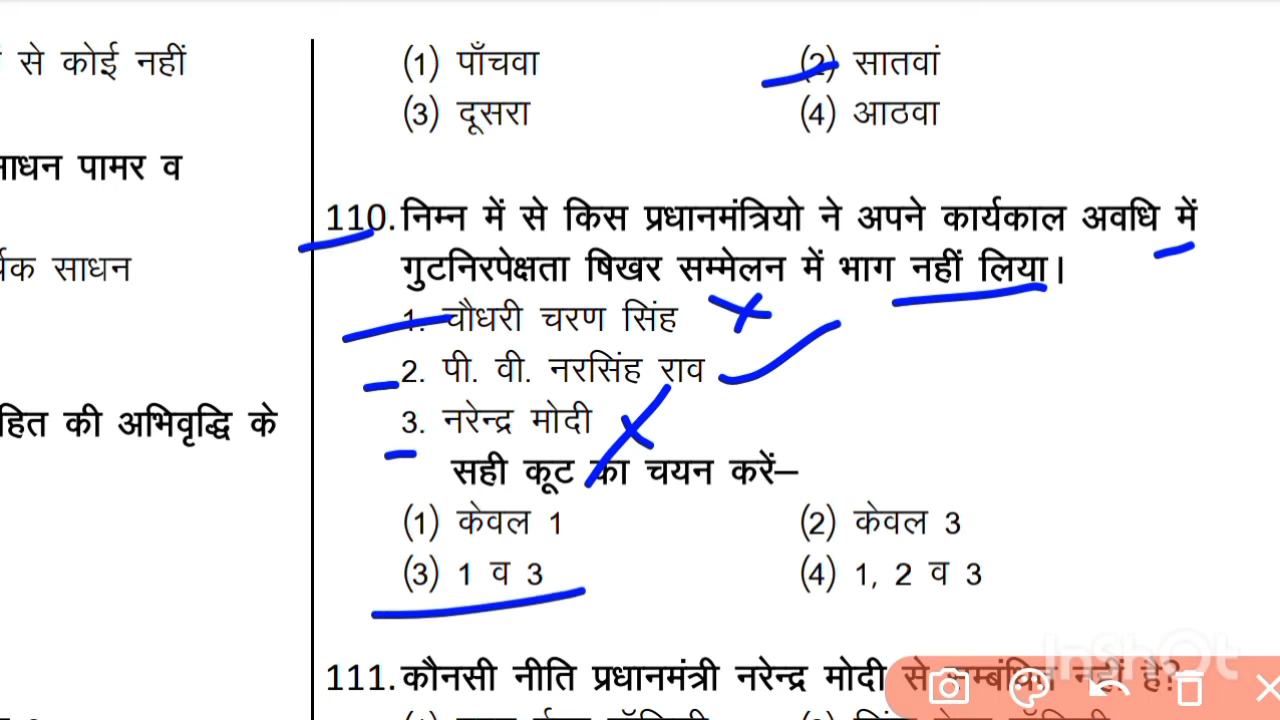 से कोई नहीं
पामर व
साधन
की अभिवृद्धि के
(1) पाँचवा (2) सातवां
(3) दूसरा (4) आठवा
110. निम्न में से किस प्रधानमंत्रियो ने अपने कार्यकाल अवधि में
गुटनिरपेक्षता षिखर सम्मेलन में भाग नहीं लिया।
1. चौधरी चरण सिंह
2. पी. वी. नरसिंह राव
3. नरेन्द्र मोदी
सही कूट का चयन करें–
(1) केवल 1 (2) केवल 3
(3) 1 व 3 (4) 1, 2 व 3
111. कौनसी नीति प्रधानमंत्री नरेन्द्र मोदी से सम्बंधित नहीं है?
InShot